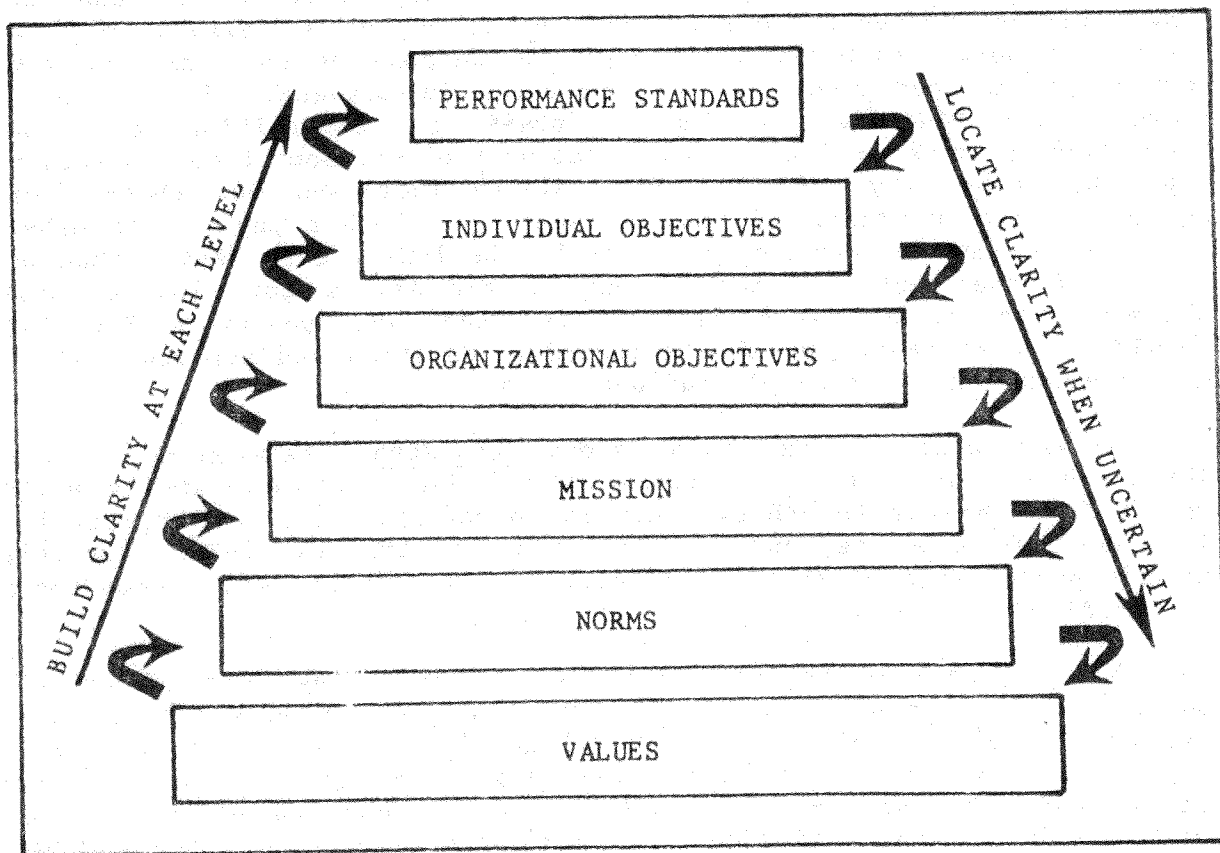 PERFORMANCE STANDARDS
INDIVIDUAL OBJECTIVES
ORGANIZATIONAL OBJECTIVES
MISSION
NORMS
VALUES
BUILD CLARITY AT EACH LEVEL
LOCATE CLARITY WHEN UNCERTAIN